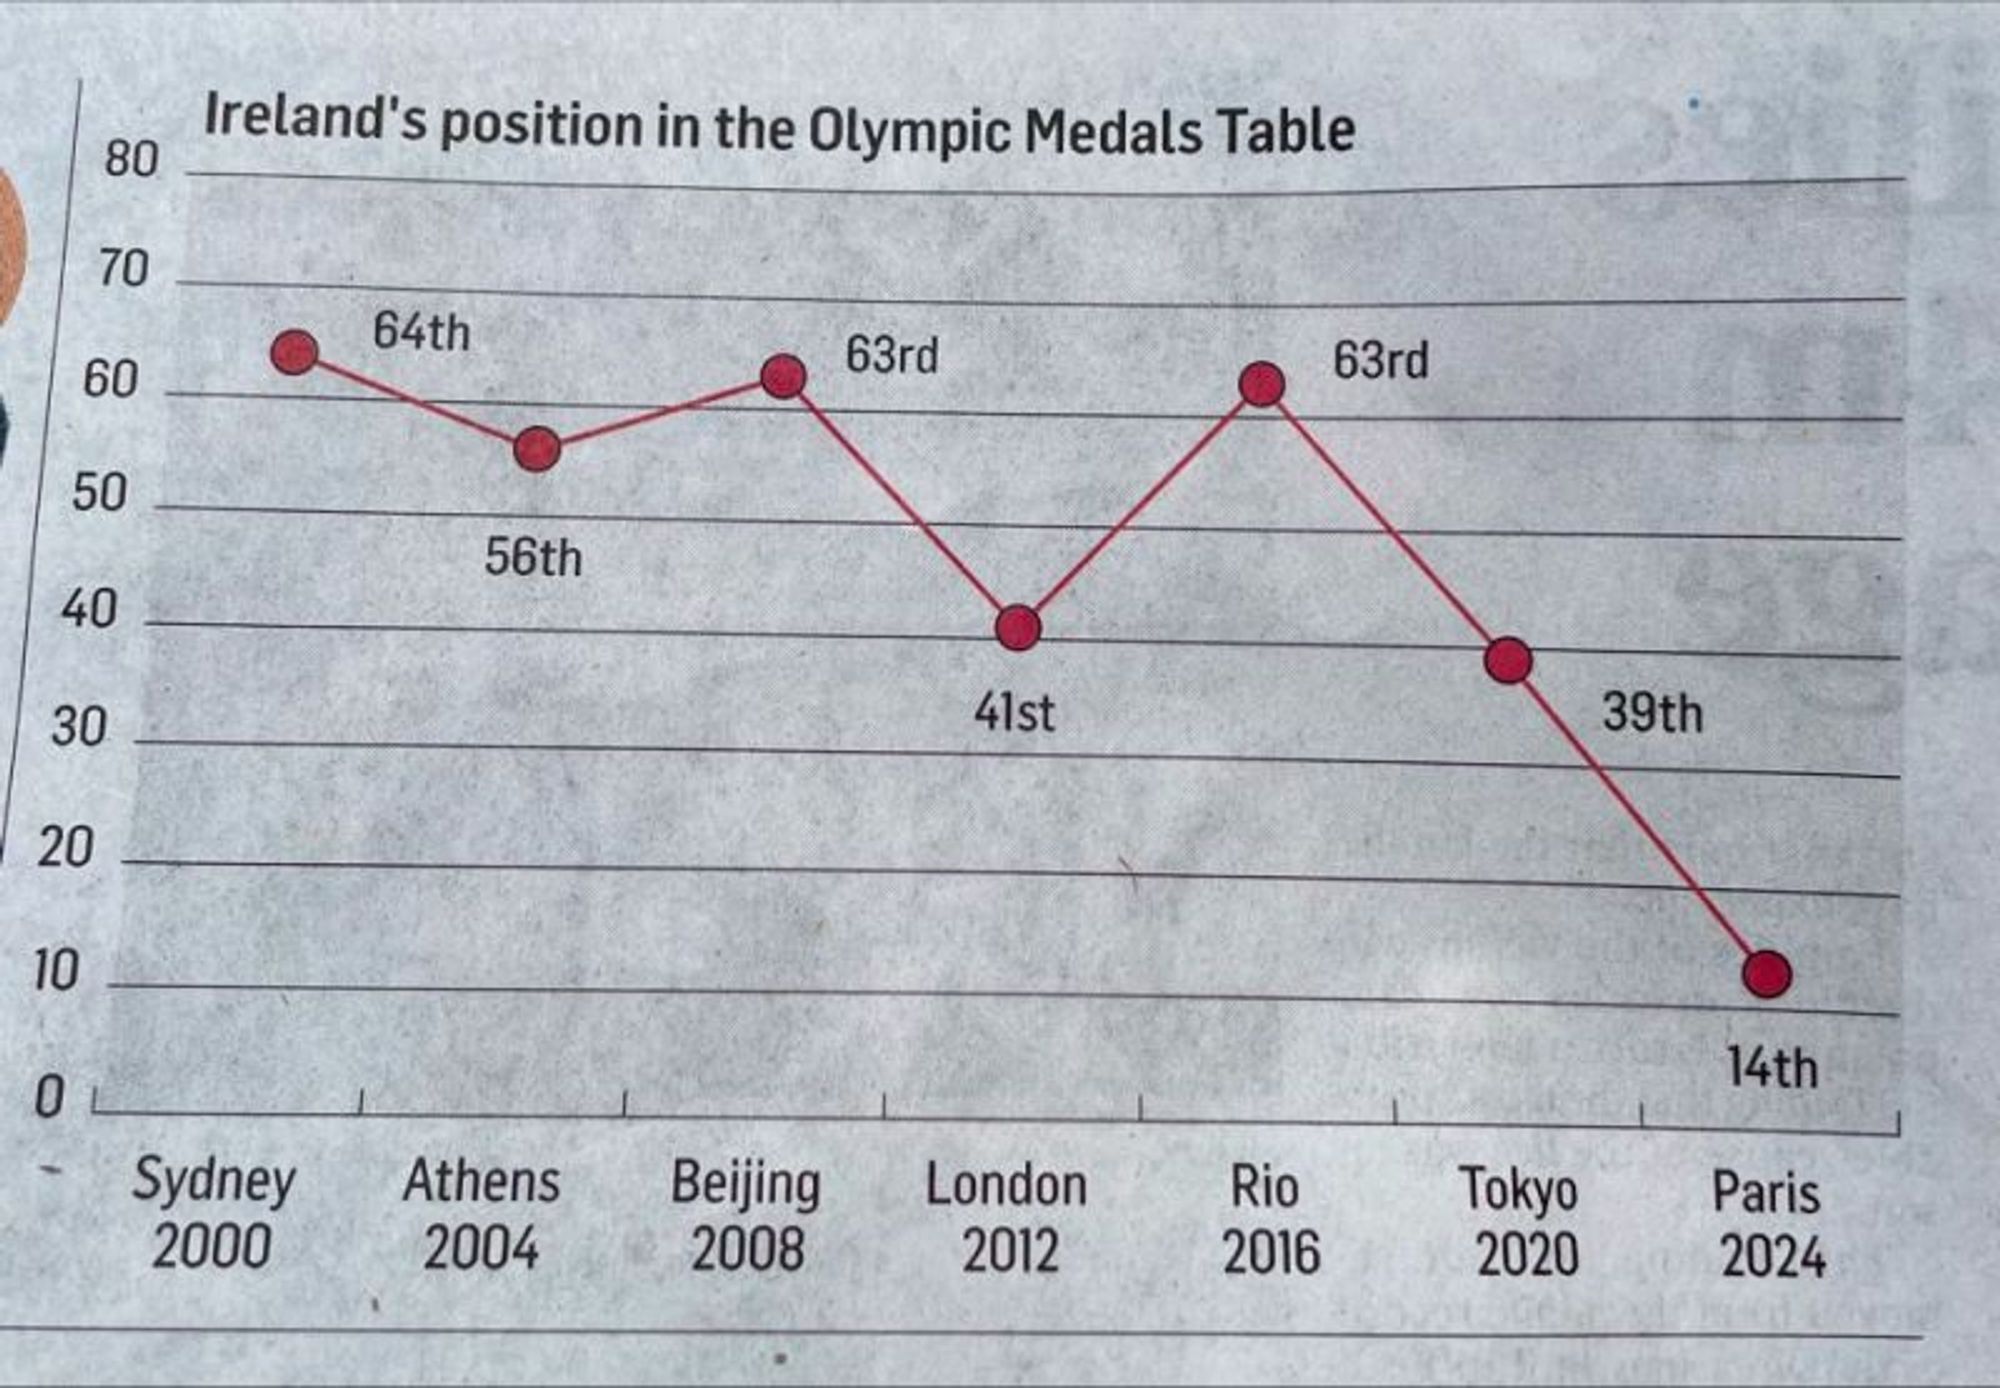 Ireland's position in the Olympic Medals Table
80
70
60
50
40
30
20
10
0
64th
56th
63rd
41st
63rd
39th
14th
Sydney
2000
Athens
2004
Beijing
2008
London
2012
Rio
2016
Tokyo
2020
Paris
2024